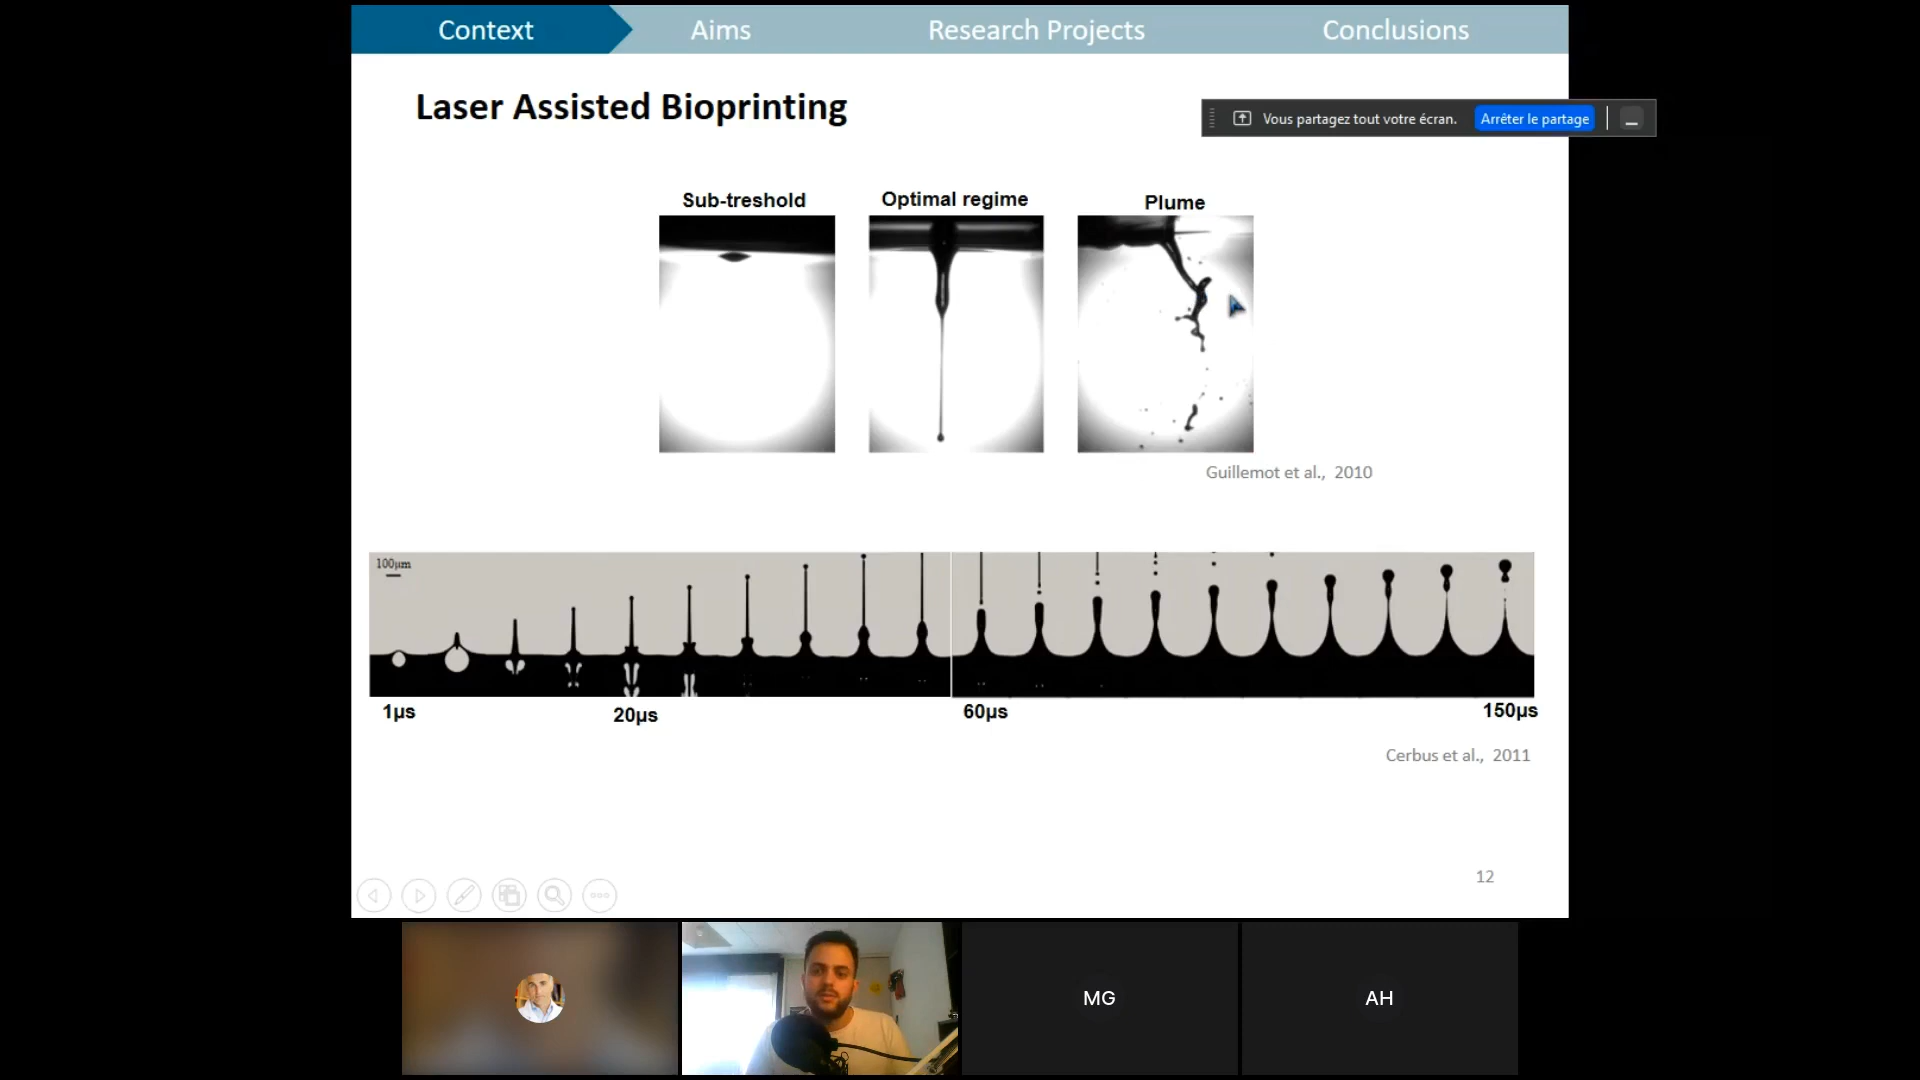 Context Aims Research Projects Conclusions
Laser Assisted Bioprinting
Vous partagez tout votre écran. Arrêter le partage
Sub-treshold Optimal regime Plume
Guillemot et al., 2010
100µm
1µs 20µs 60µs 150µs
Cerbus et al., 2011
12
MG AH